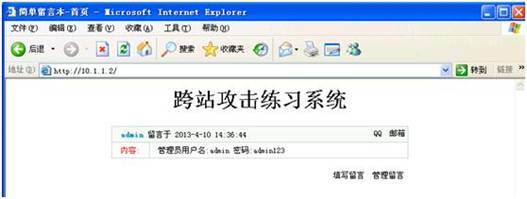 简单留言本-首页 - Microsoft Internet Explorer
文件(F) 编辑(E) 查看(V) 收藏(A) 工具(T) 帮助(H)
后退 搜索 收藏夹
地址(D) http://10.1.1.2/ 转到 链接 »
跨站攻击练习系统
admin 留言于 2013-4-10 14:36:44 QQ 邮箱
内容: 管理员用户名:admin 密码:admin123
填写留言 管理留言